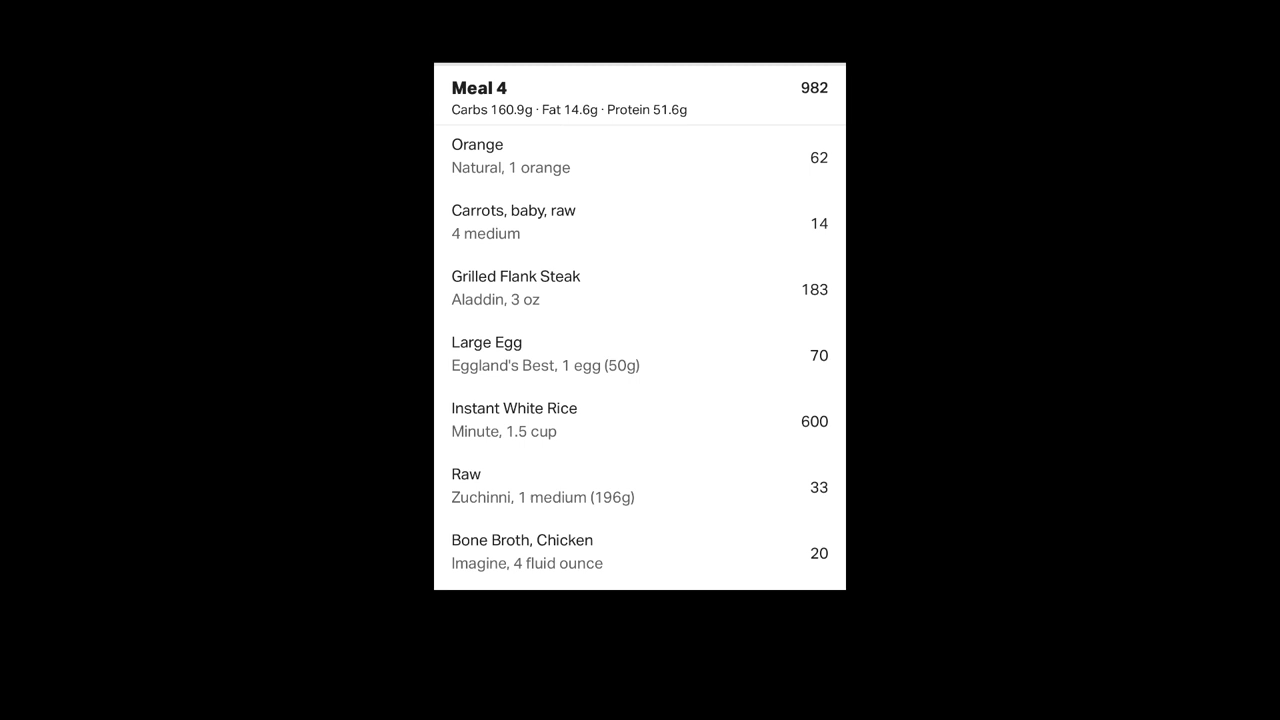 Meal 4 982
Carbs 160.9g · Fat 14.6g · Protein 51.6g
Orange
Natural, 1 orange
62
Carrots, baby, raw
4 medium
14
Grilled Flank Steak
Aladdin, 3 oz
183
Large Egg
Eggland's Best, 1 egg (50g)
70
Instant White Rice
Minute, 1.5 cup
600
Raw
Zuchinni, 1 medium (196g)
33
Bone Broth, Chicken
Imagine, 4 fluid ounce
20